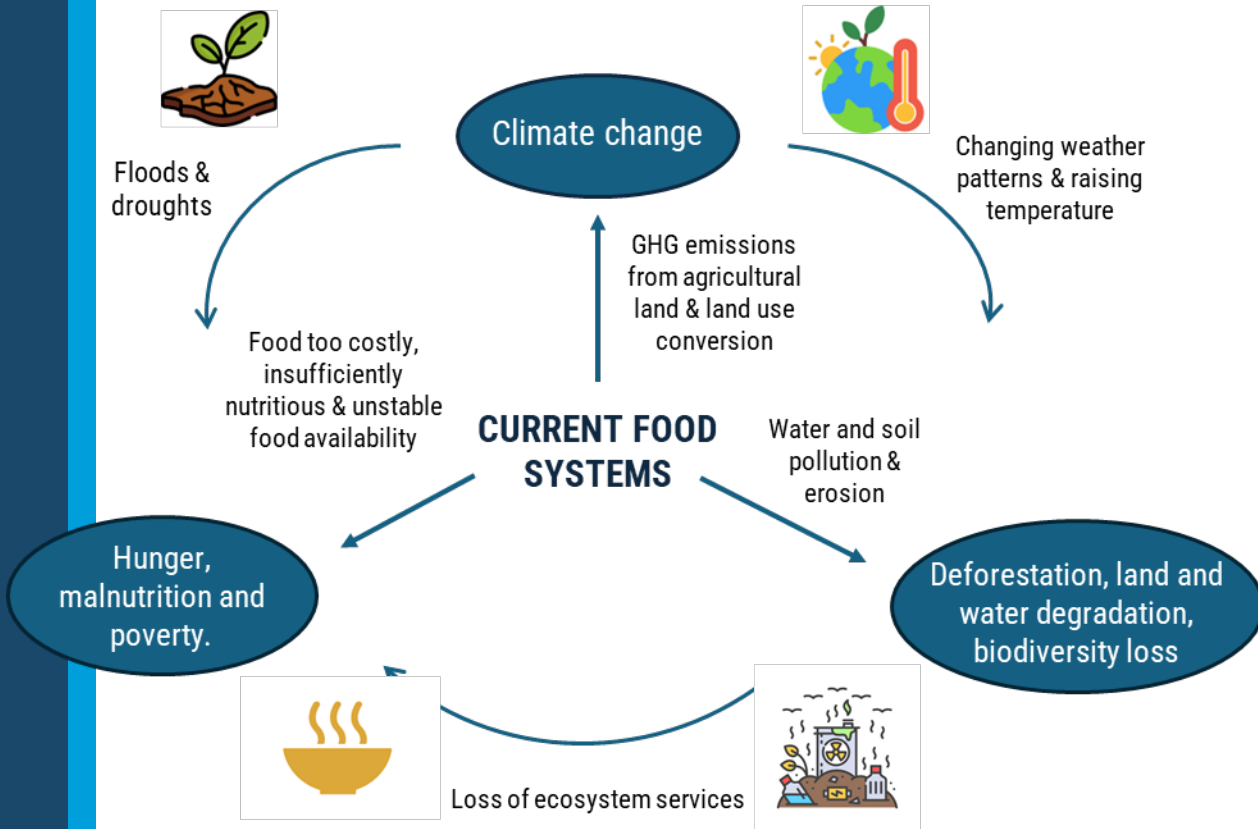 Climate change
Floods &
droughts
Changing weather
patterns & raising
temperature
GHG emissions
from agricultural
land & land use
conversion
Food too costly,
insufficiently
nutritious & unstable
food availability
CURRENT FOOD
SYSTEMS
Water and soil
pollution &
erosion
Hunger,
malnutrition and
poverty.
Deforestation, land and
water degradation,
biodiversity loss
Loss of ecosystem services